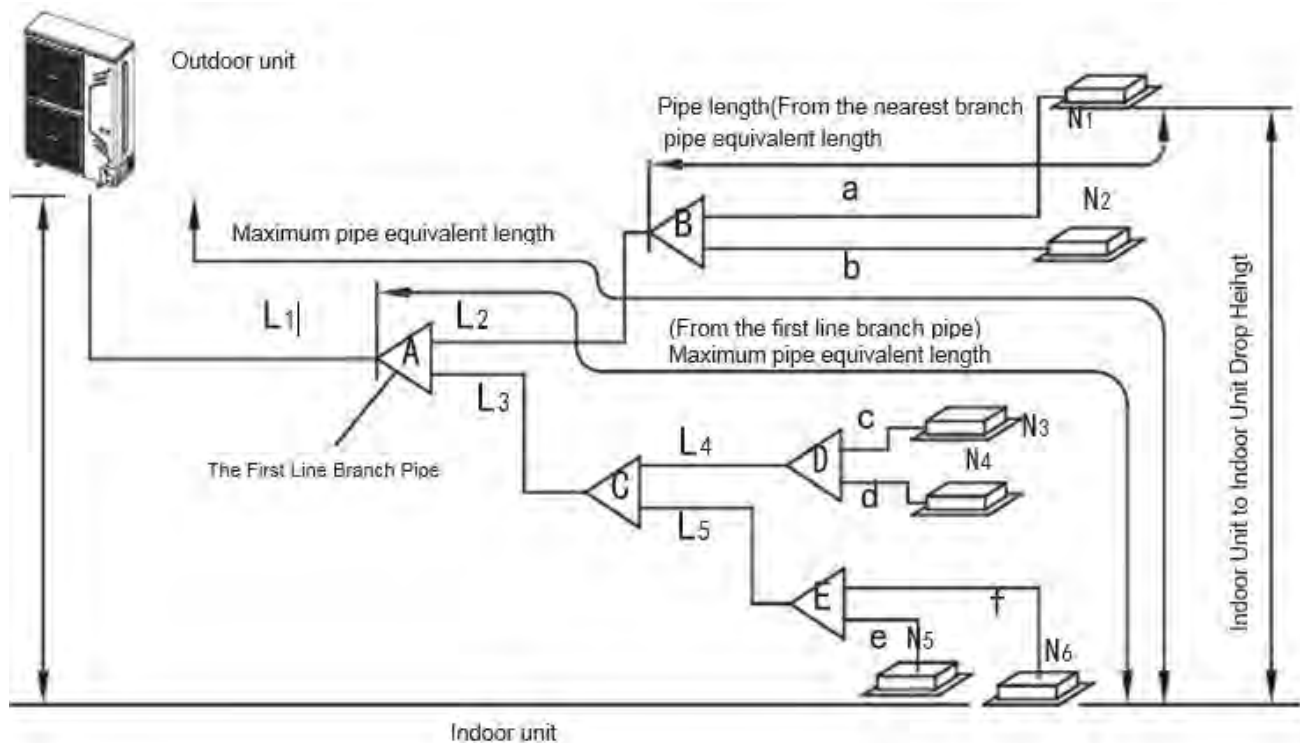 Outdoor unit
Pipe length(From the nearest branch
pipe equivalent length
N1
a
N2
B
Maximum pipe equivalent length
b
L1
L2
(From the first line branch pipe)
Maximum pipe equivalent length
A
L3
c
N3
L4
D
N4
The First Line Branch Pipe
C
d
L5
E
f
e
N5
N6
Indoor Unit to Indoor Unit Drop Heihgt
Indoor unit